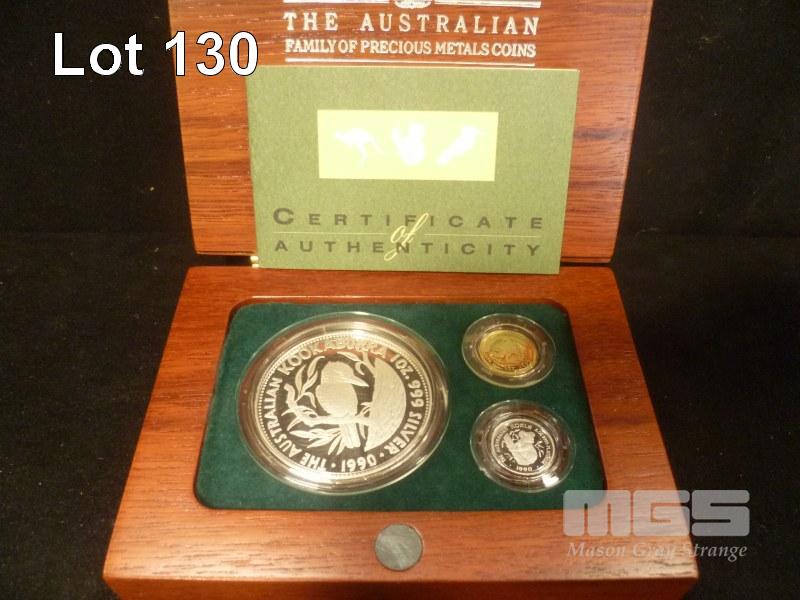 Lot 130
THE AUSTRALIAN
FAMILY OF PRECIOUS METALS COINS
CERTIFICATE
of
AUTHENTICITY
THE AUSTRALIAN KOOKABURRA 1OZ. 999 SILVER · 1990 ·
1990
MGS
Mason Gray Strange